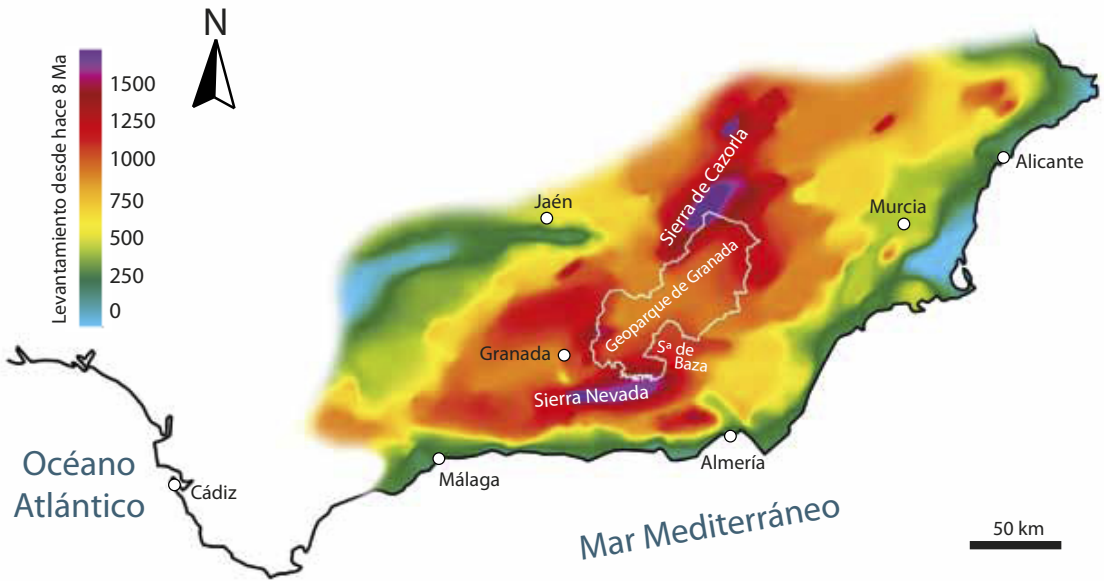 N
Levantamiento desde hace 8 Ma
1500
1250
1000
750
500
250
0
Jaén
Sierra de Cazorla
Alicante
Murcia
Geoparque de Granada
Granada
Sª de
Baza
Sierra Nevada
Océano
Atlántico
Cádiz
Málaga
Almería
Mar Mediterráneo
50 km